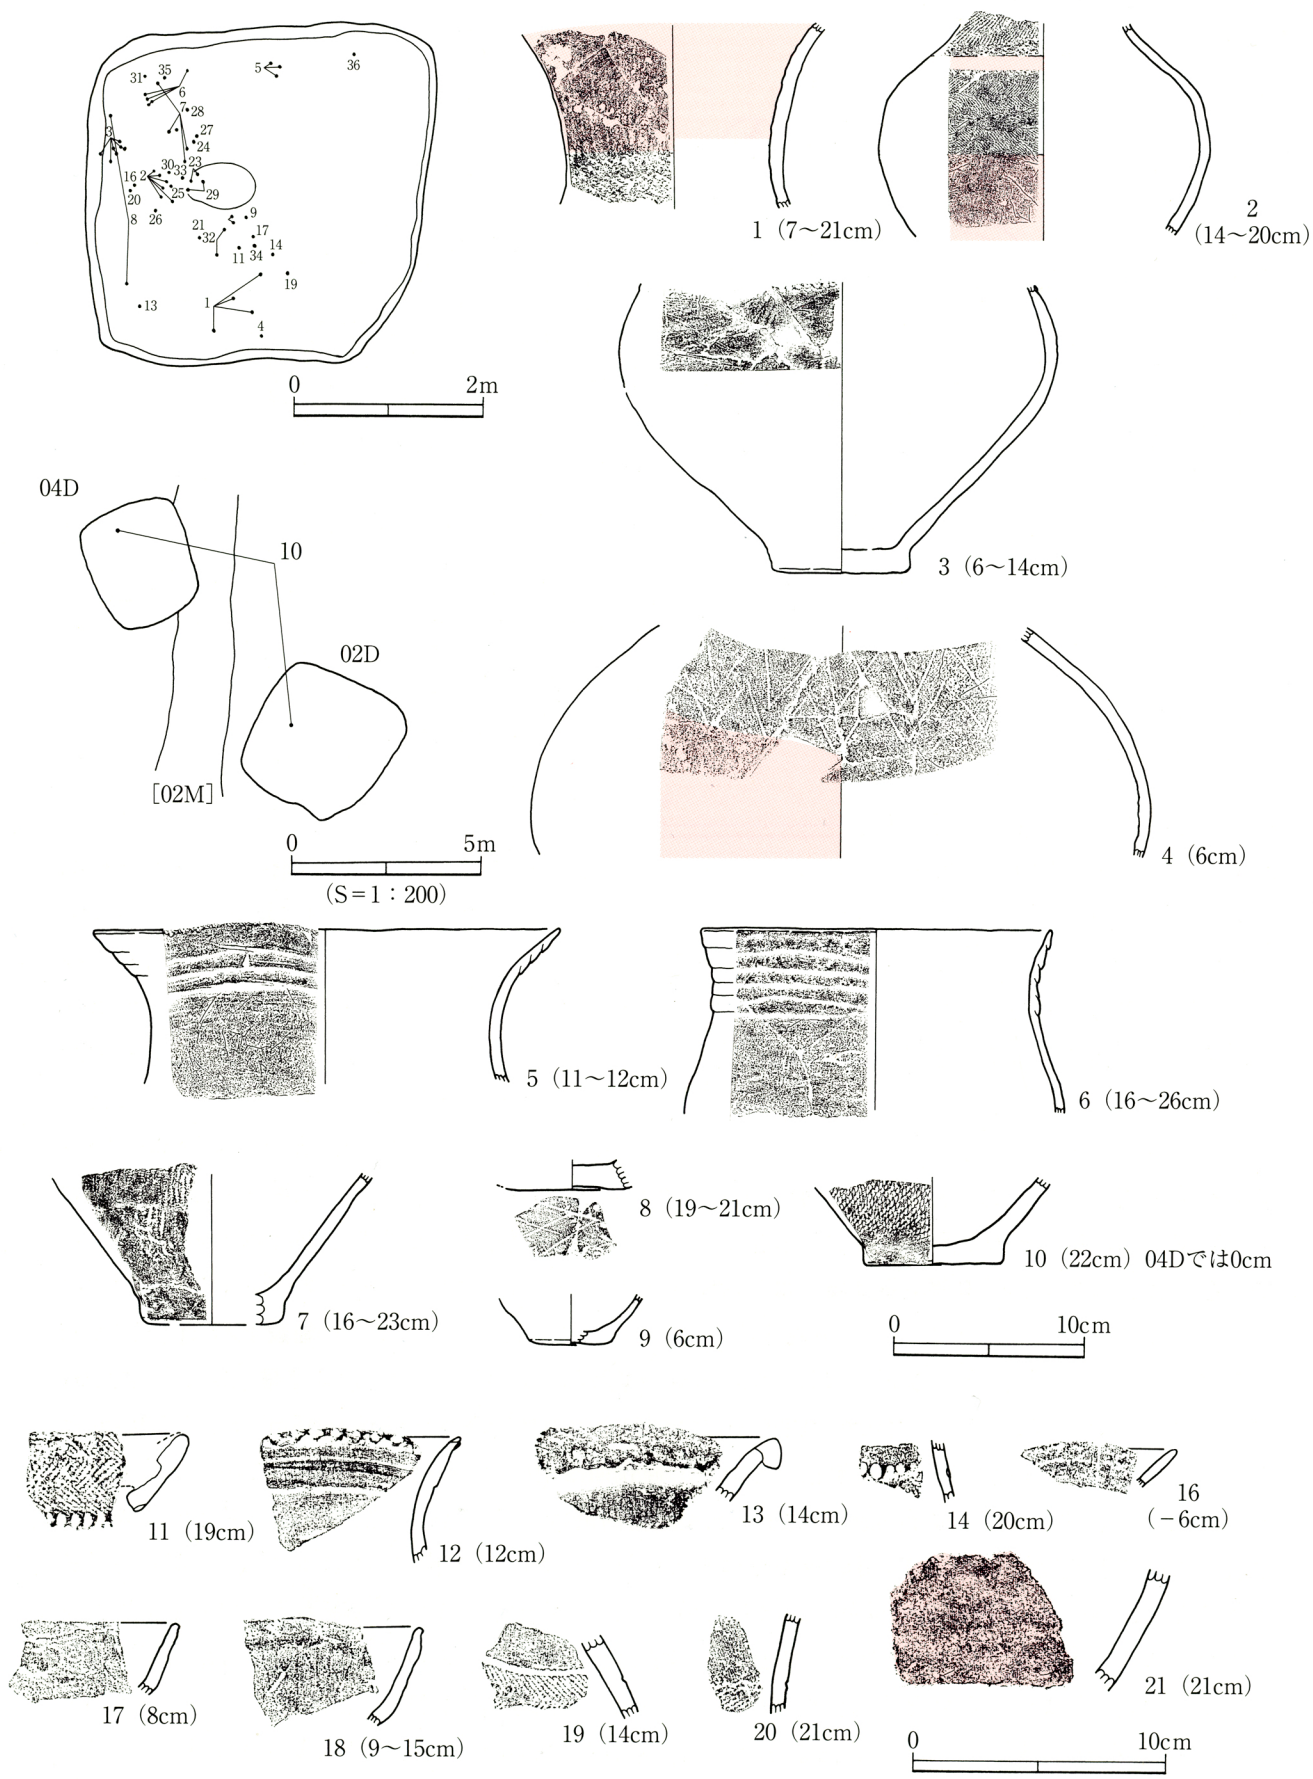 36
5
35
31
6
7
28
3
27
24
30
23
33
16
2
25
29
20
8
26
9
21
17
32
11
34
14
19
13
1
4
0 2m
1（7～21cm）
2
（14～20cm）
3（6～14cm）
04D
10
02D
[02M]
0 5m
（S＝1：200）
4（6cm）
5（11～12cm）
6（16～26cm）
7（16～23cm）
8（19～21cm）
9（6cm）
10（22cm）04Dでは0cm
0 10cm
11（19cm）
12（12cm）
13（14cm）
14（20cm）
16
（－6cm）
17（8cm）
18（9～15cm）
19（14cm）
20（21cm）
21（21cm）
0 10cm